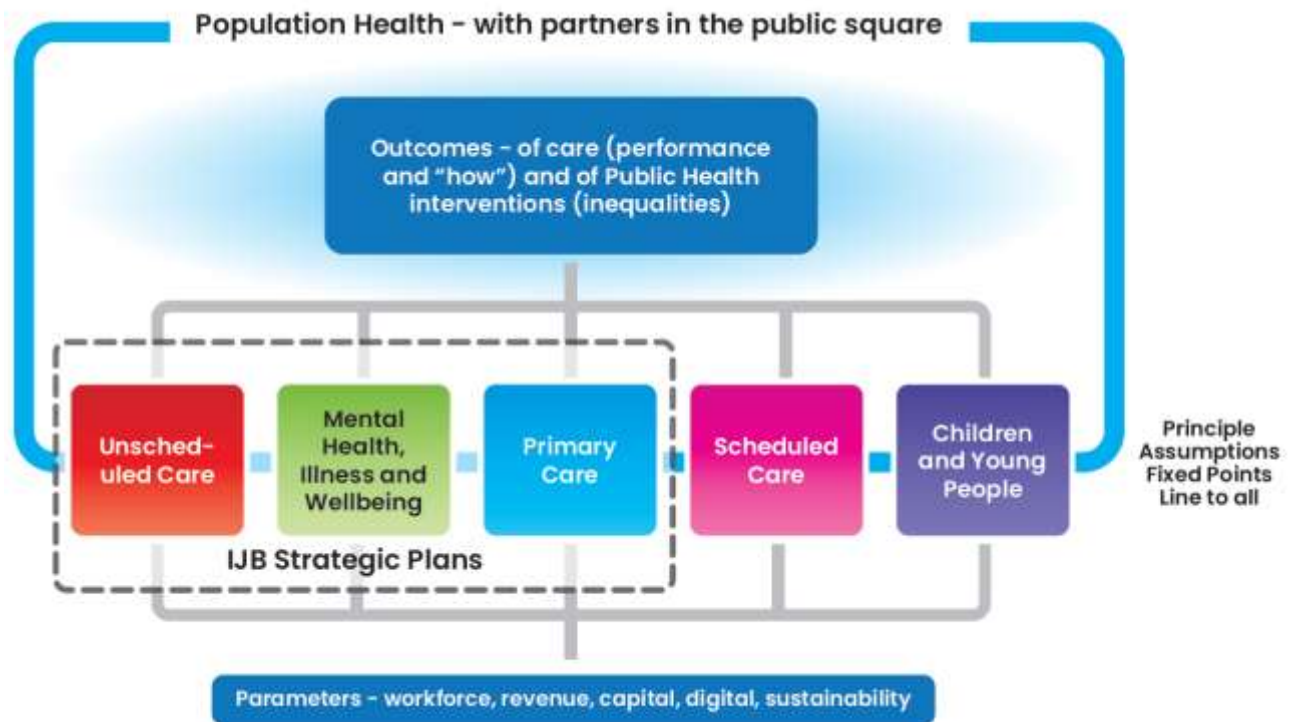 Population Health - with partners in the public square
Outcomes - of care (performance
and “how”) and of Public Health
interventions (inequalities)
Unsched-
uled Care
Mental
Health,
Illness and
Wellbeing
Primary
Care
Scheduled
Care
Children
and Young
People
Principle
Assumptions
Fixed Points
Line to all
IJB Strategic Plans
Parameters - workforce, revenue, capital, digital, sustainability